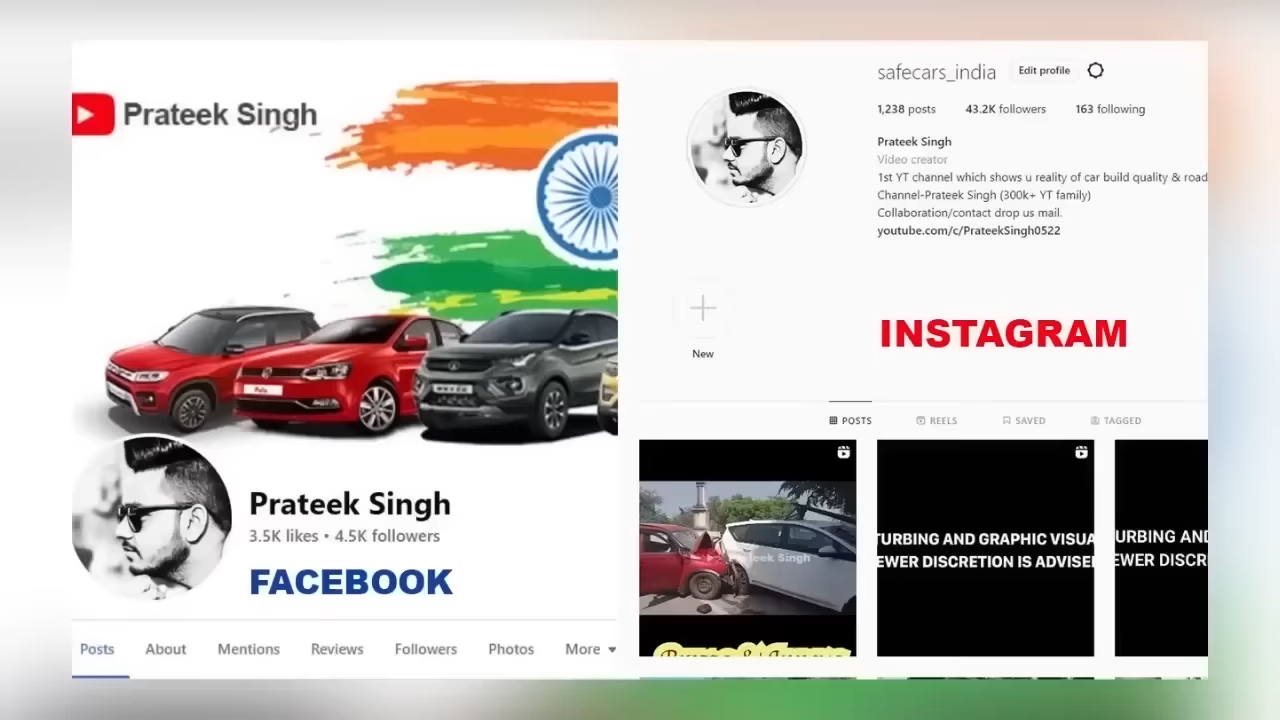 Prateek Singh
Prateek Singh
3.5K likes • 4.5K followers
FACEBOOK
Posts
About
Mentions
Reviews
Followers
Photos
More
safecars_india
Edit profile
1,238 posts
43.2K followers
163 following
Prateek Singh
Video creator
1st YT channel which shows u reality of car build quality & road
Channel-Prateek Singh (300k+ YT family)
Collaboration/contact drop us mail.
youtube.com/c/PrateekSingh0522
New
INSTAGRAM
POSTS
REELS
SAVED
TAGGED
TURBING AND GRAPHIC VISUA
EWER DISCRETION IS ADVISE
URBING AND
EWER DISCR